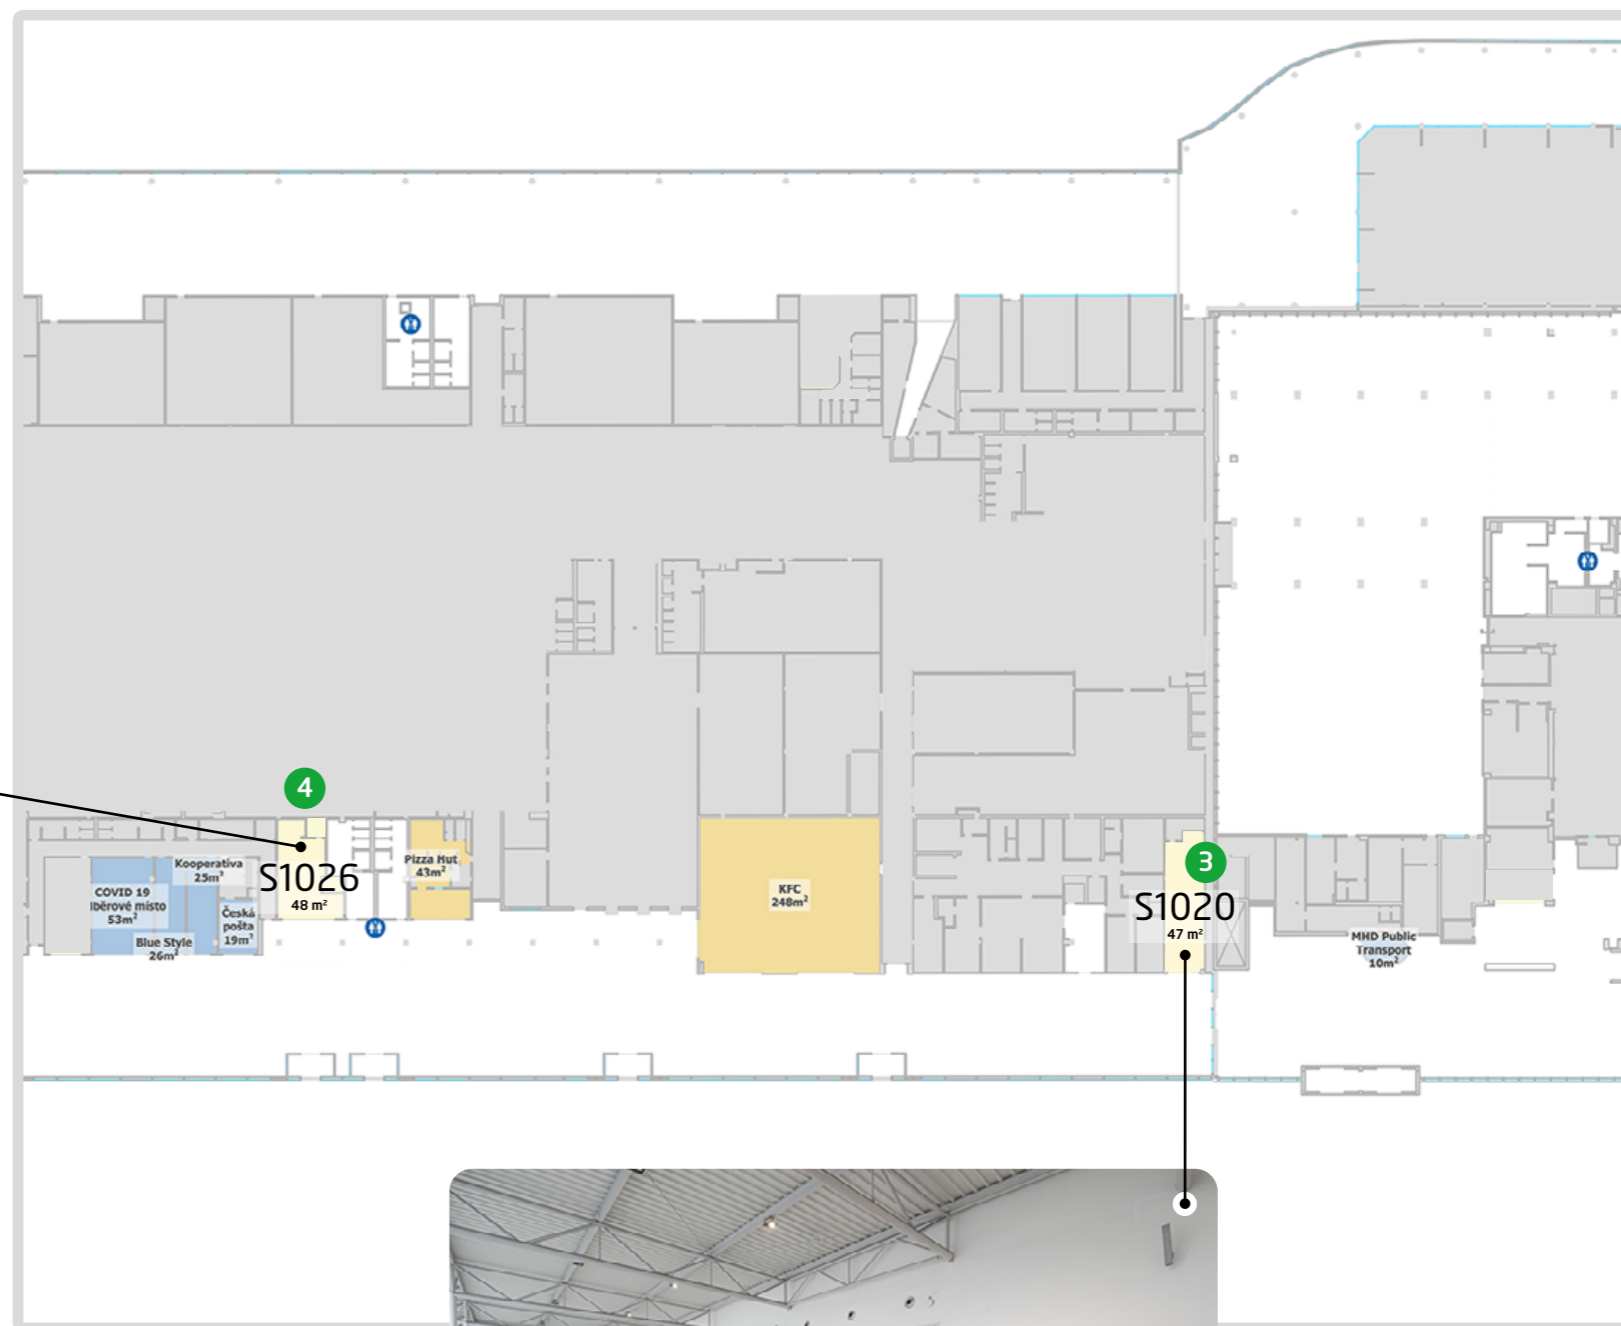 4
Kooperativa
25m²
S1026
48 m²
Pizza Hut
43m²
COVID 19
běrové místo
53m²
Česká
pošta
19m²
Blue Style
26m²
KFC
248m²
3
S1020
47 m²
MHD Public
Transport
10m²